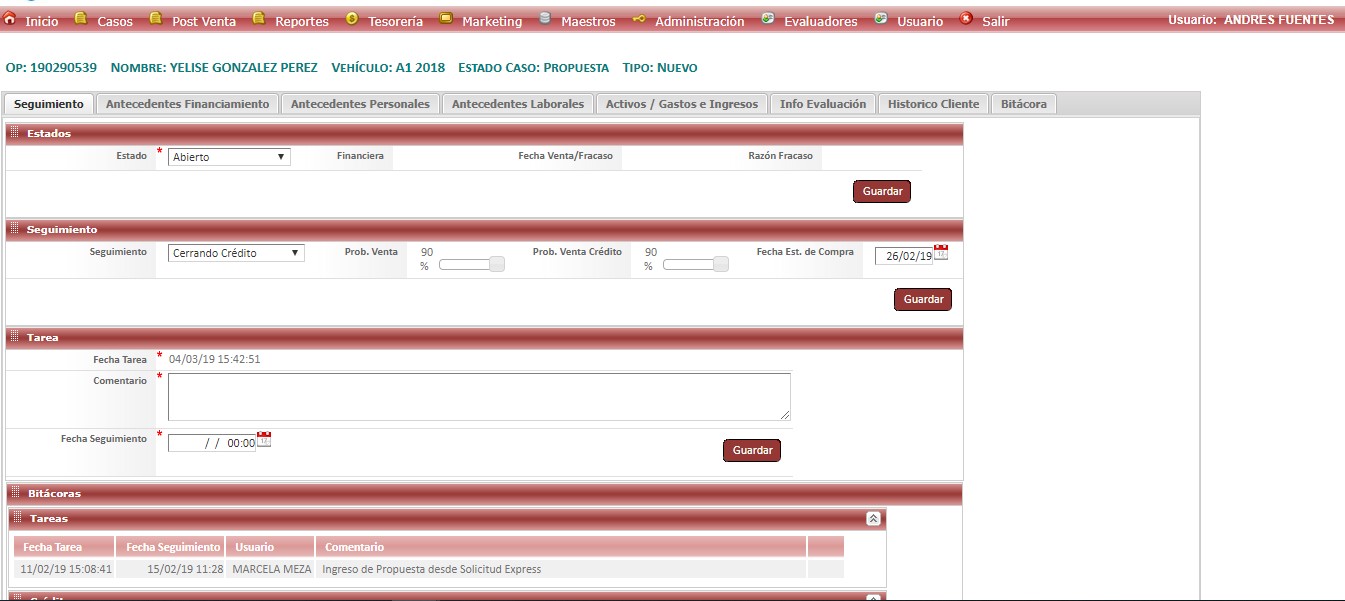 Inicio Casos Post Venta Reportes Tesorería Marketing Maestros Administración Evaluadores Usuario Salir Usuario: ANDRES FUENTES
OP: 190290539 NOMBRE: YELISE GONZALEZ PEREZ VEHÍCULO: A1 2018 ESTADO CASO: PROPUESTA TIPO: NUEVO
Seguimiento Antecedentes Financiamiento Antecedentes Personales Antecedentes Laborales Activos / Gastos e Ingresos Info Evaluación Historico Cliente Bitácora
Estados
Estado * Abierto Financiera Fecha Venta/Fracaso Razón Fracaso
Guardar
Seguimiento
Seguimiento Cerrando Crédito Prob. Venta 90 % Prob. Venta Crédito 90 % Fecha Est. de Compra 26/02/19
Guardar
Tarea
Fecha Tarea * 04/03/19 15:42:51
Comentario *
Fecha Seguimiento * / / 00:00
Guardar
Bitácoras
Tareas
Fecha Tarea Fecha Seguimiento Usuario Comentario
11/02/19 15:08:41 15/02/19 11:28 MARCELA MEZA Ingreso de Propuesta desde Solicitud Express